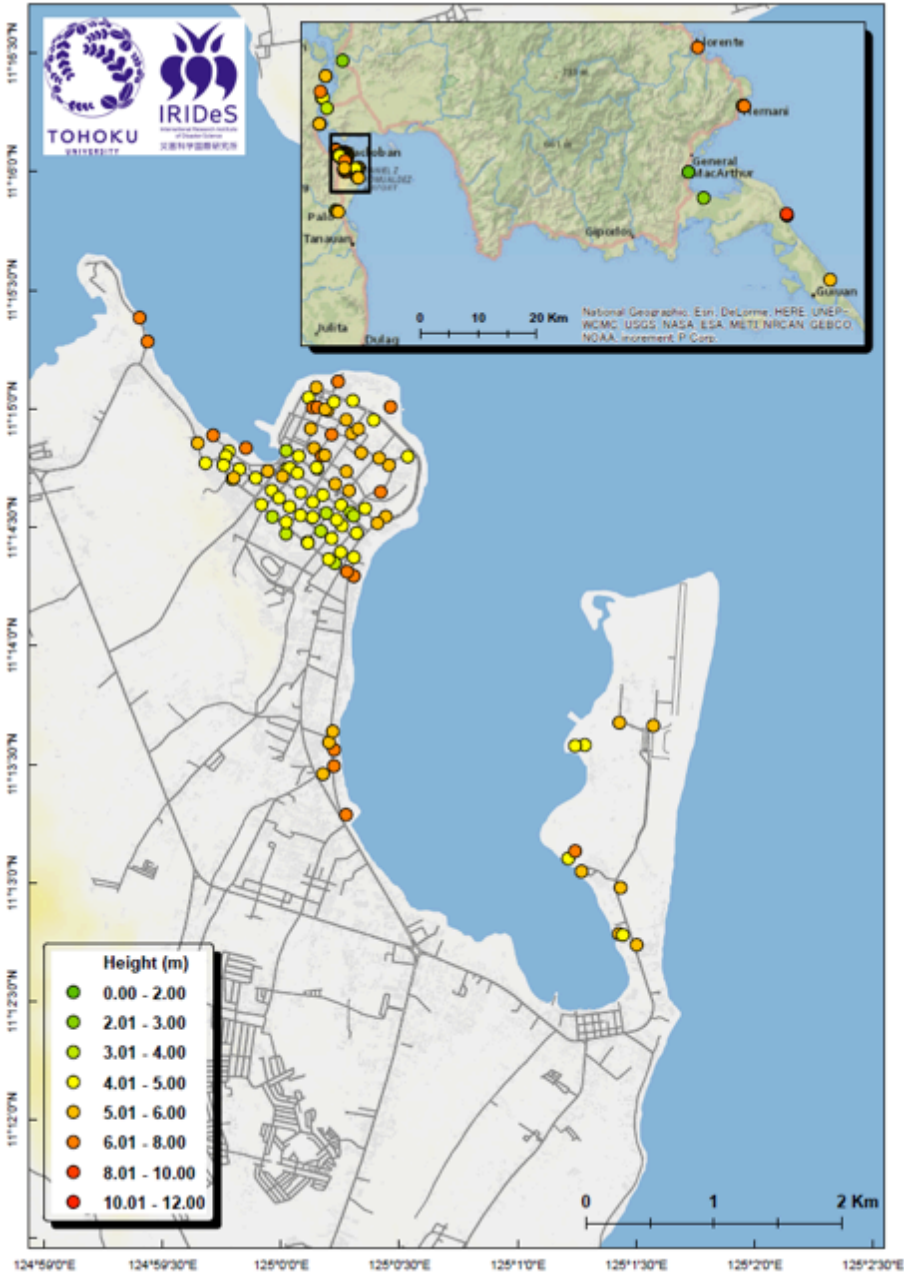 TOHOKU
UNIVERSITY
IRIDeS
International Research Institute
of Disaster Science
災害科学国際研究所
Llorente
Hernani
General
MacArthur
Giporlos
Guiuan
Tacloban
Palo
Tanauan
Julita
Dulag
0 10 20 Km
National Geographic, Esri, DeLorme, HERE, UNEP-
WCMC, USGS, NASA, ESA, METI, NRCAN, GEBCO,
NOAA, increment P Corp.
11°16'30"N
11°16'0"N
11°15'30"N
11°15'0"N
11°14'30"N
11°14'0"N
11°13'30"N
11°13'0"N
11°12'30"N
11°12'0"N
Height (m)
0.00 - 2.00
2.01 - 3.00
3.01 - 4.00
4.01 - 5.00
5.01 - 6.00
6.01 - 8.00
8.01 - 10.00
10.01 - 12.00
0 1 2 Km
124°59'0"E 124°59'30"E 125°0'0"E 125°0'30"E 125°1'0"E 125°1'30"E 125°2'0"E 125°2'30"E